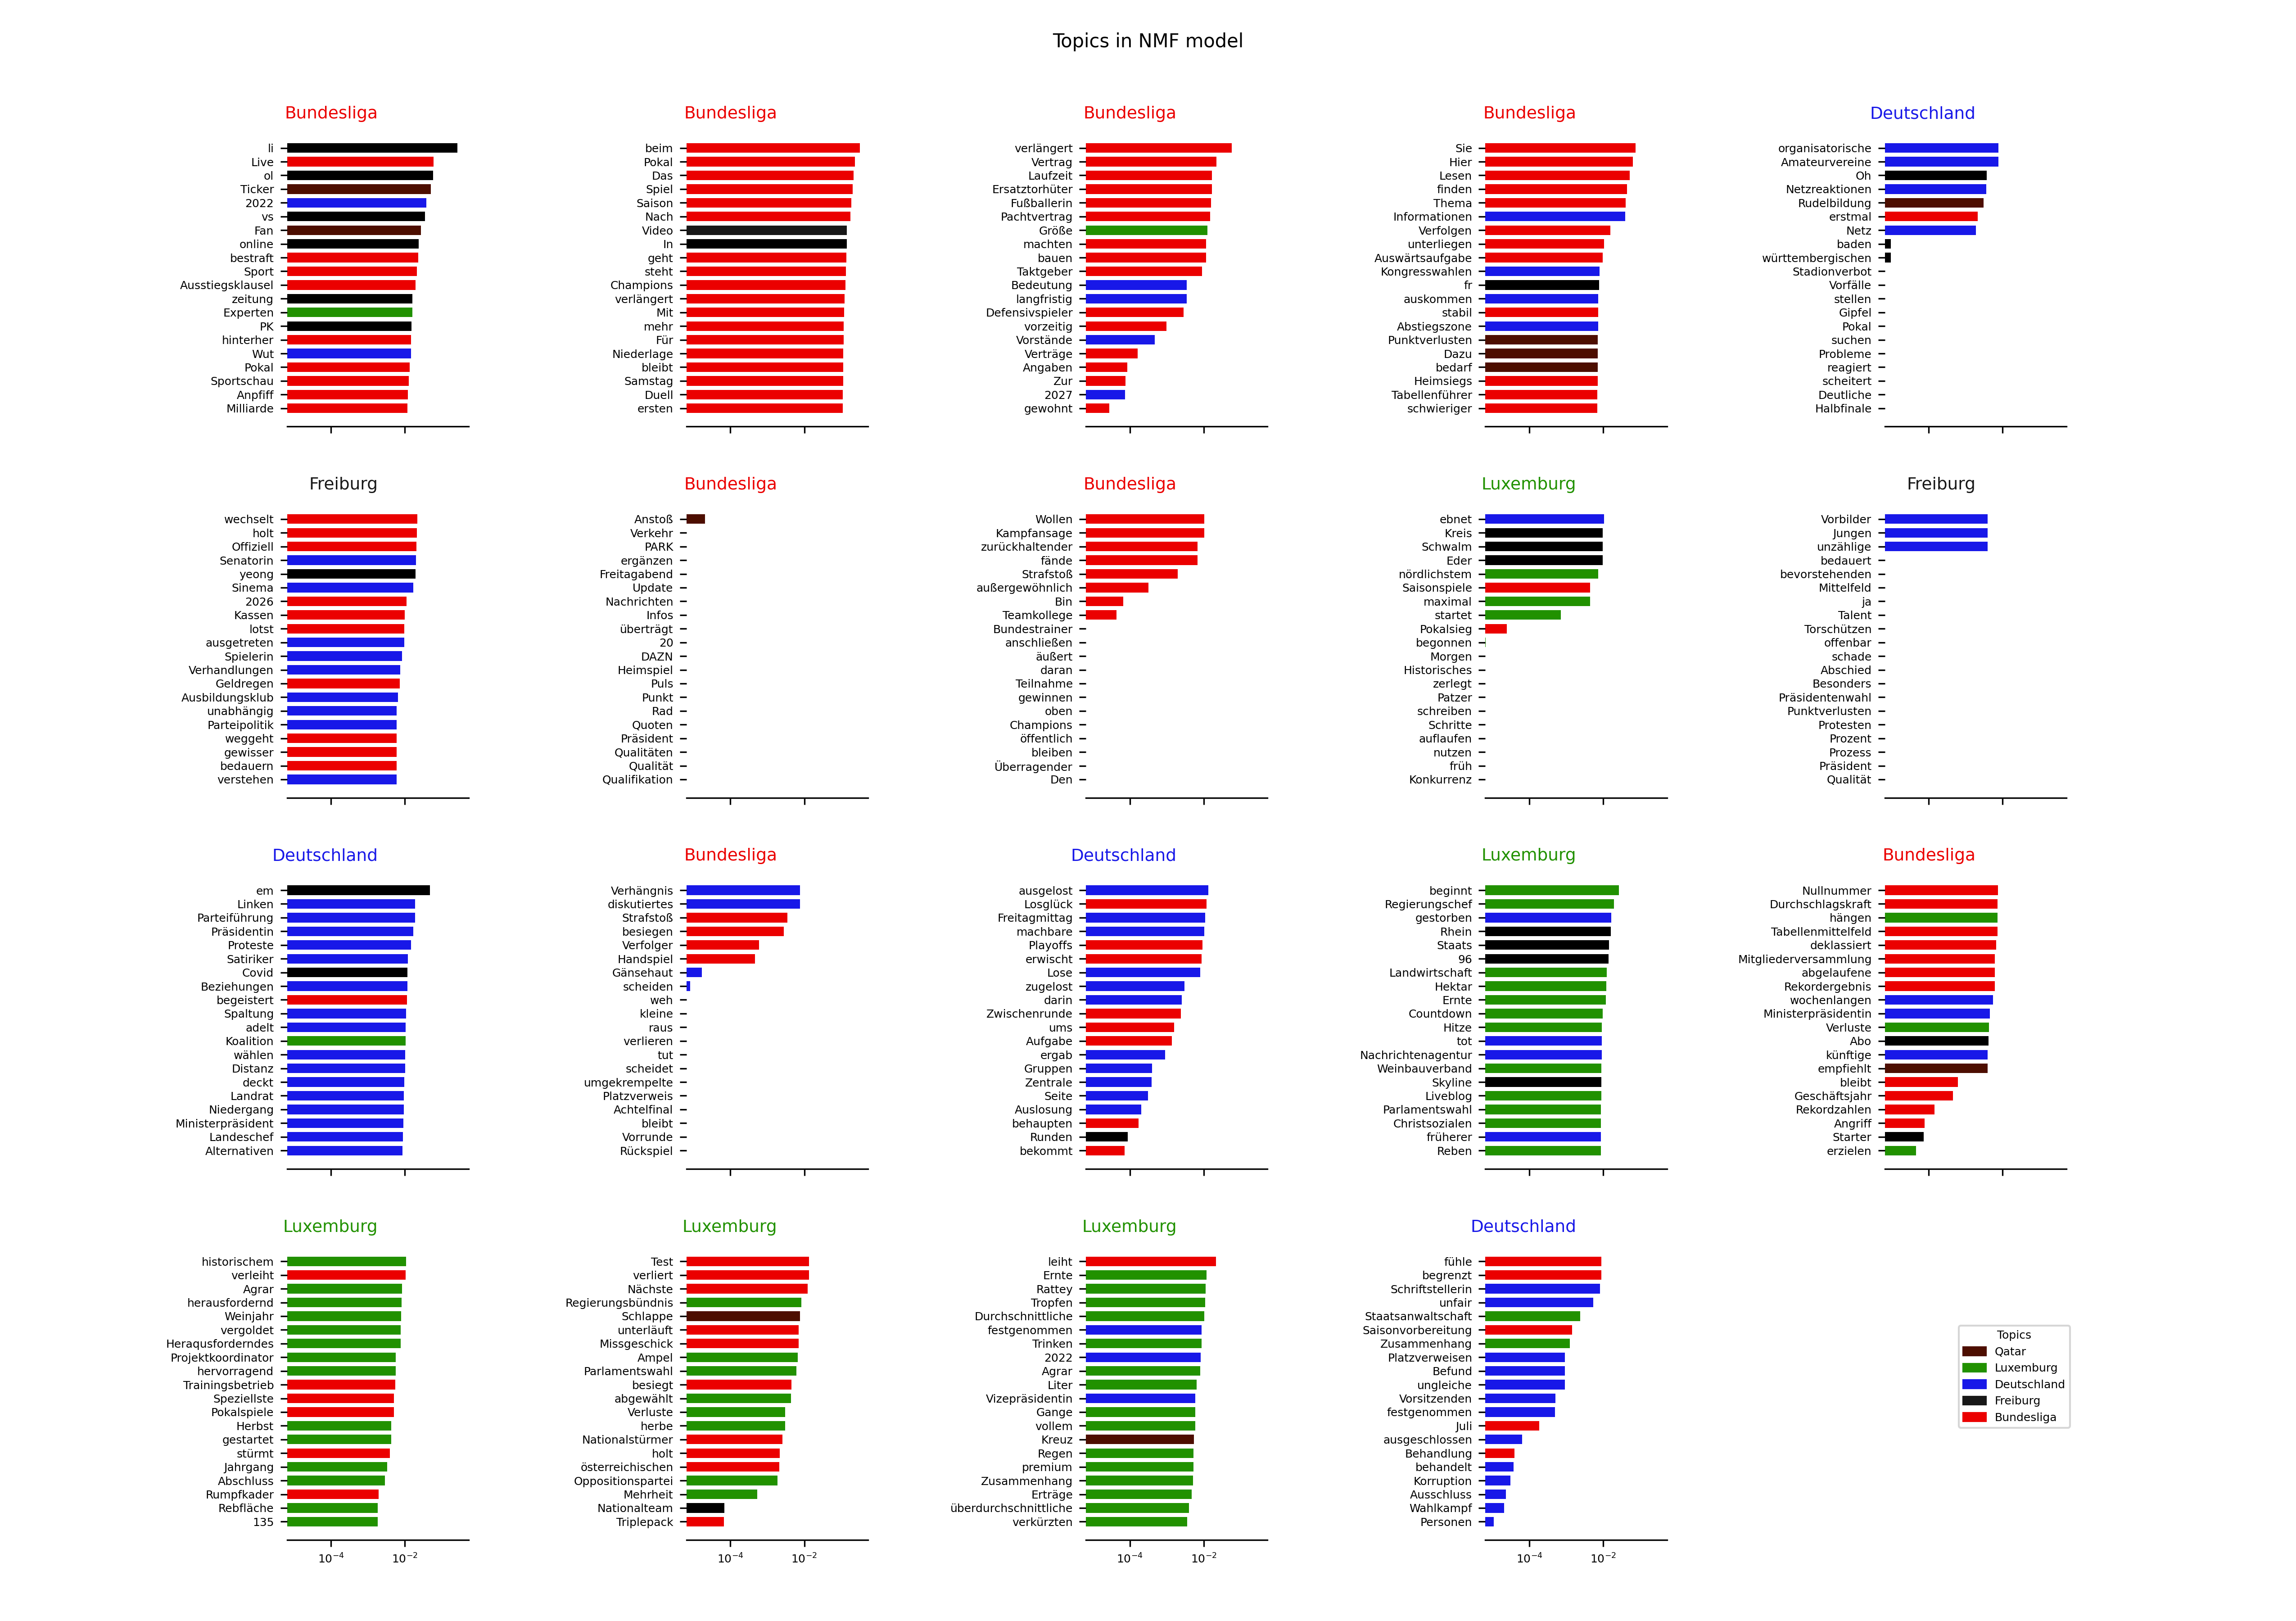 Topics in NMF model
Bundesliga
li
Live
ol
Ticker
2022
vs
Fan
online
bestraft
Sport
Ausstiegsklausel
zeitung
Experten
PK
hinterher
Wut
Pokal
Sportschau
Anpfiff
Milliarde
Bundesliga
beim
Pokal
Das
Spiel
Saison
Nach
Video
In
geht
steht
Champions
verlängert
Mit
mehr
Für
Niederlage
bleibt
Samstag
Duell
ersten
Bundesliga
verlängert
Vertrag
Laufzeit
Ersatztorhüter
Fußballerin
Pachtvertrag
Größe
machten
bauen
Taktgeber
Bedeutung
langfristig
Defensivspieler
vorzeitig
Vorstände
Verträge
Angaben
Zur
2027
gewohnt
Bundesliga
Sie
Hier
Lesen
finden
Thema
Informationen
Verfolgen
unterliegen
Auswärtsaufgabe
Kongresswahlen
fr
auskommen
stabil
Abstiegszone
Punktverlusten
Dazu
bedarf
Heimsiegs
Tabellenführer
schwieriger
Deutschland
organisatorische
Amateurvereine
Oh
Netzreaktionen
Rudelbildung
erstmal
Netz
baden
württembergischen
Stadionverbot
Vorfälle
stellen
Gipfel
Pokal
suchen
Probleme
reagiert
scheitert
Deutliche
Halbfinale
Freiburg
wechselt
holt
Offiziell
Senatorin
yeong
Sinema
2026
Kassen
lotst
ausgetreten
Spielerin
Verhandlungen
Geldregen
Ausbildungsklub
unabhängig
Parteipolitik
weggeht
gewisser
bedauern
verstehen
Bundesliga
Anstoß
Verkehr
PARK
ergänzen
Freitagabend
Update
Nachrichten
Infos
überträgt
20
DAZN
Heimspiel
Puls
Punkt
Rad
Quoten
Präsident
Qualitäten
Qualität
Qualifikation
Bundesliga
Wollen
Kampfansage
zurückhaltender
fände
Strafstoß
außergewöhnlich
Bin
Teamkollege
Bundestrainer
anschließen
äußert
daran
Teilnahme
gewinnen
oben
Champions
öffentlich
bleiben
Überragender
Den
Luxemburg
ebnet
Kreis
Schwalm
Eder
nördlichstem
Saisonspiele
maximal
startet
Pokalsieg
begonnen
Morgen
Historisches
zerlegt
Patzer
schreiben
Schritte
auflaufen
nutzen
früh
Konkurrenz
Freiburg
Vorbilder
Jungen
unzählige
bedauert
bevorstehenden
Mittelfeld
ja
Talent
Torschützen
offenbar
schade
Abschied
Besonders
Präsidentenwahl
Punktverlusten
Protesten
Prozent
Prozess
Präsident
Qualität
Deutschland
em
Linken
Parteiführung
Präsidentin
Proteste
Satiriker
Covid
Beziehungen
begeistert
Spaltung
adelt
Koalition
wählen
Distanz
deckt
Landrat
Niedergang
Ministerpräsident
Landeschef
Alternativen
Bundesliga
Verhängnis
diskutiertes
Strafstoß
besiegen
Verfolger
Handspiel
Gänsehaut
scheiden
weh
kleine
raus
verlieren
tut
scheidet
umgekrempelte
Platzverweis
Achtelfinal
bleibt
Vorrunde
Rückspiel
Deutschland
ausgelost
Losglück
Freitagmittag
machbare
Playoffs
erwischt
Lose
zugelost
darin
Zwischenrunde
ums
Aufgabe
ergab
Gruppen
Zentrale
Seite
Auslosung
behaupten
Runden
bekommt
Luxemburg
beginnt
Regierungschef
gestorben
Rhein
Staats
96
Landwirtschaft
Hektar
Ernte
Countdown
Hitze
tot
Nachrichtenagentur
Weinbauverband
Skyline
Liveblog
Parlamentswahl
Christsozialen
früherer
Reben
Bundesliga
Nullnummer
Durchschlagskraft
hängen
Tabellenmittelfeld
deklassiert
Mitgliederversammlung
abgelaufene
Rekordergebnis
wochenlangen
Ministerpräsidentin
Verluste
Abo
künftige
empfiehlt
bleibt
Geschäftsjahr
Rekordzahlen
Angriff
Starter
erzielen
Luxemburg
historischem
verleiht
Agrar
herausfordernd
Weinjahr
vergoldet
Heraqusforderndes
Projektkoordinator
hervorragend
Trainingsbetrieb
Speziellste
Pokalspiele
Herbst
gestartet
stürmt
Jahrgang
Abschluss
Rumpfkader
Rebfläche
135
10⁻⁴ 10⁻²
Luxemburg
Test
verliert
Nächste
Regierungsbündnis
Schlappe
unterläuft
Missgeschick
Ampel
Parlamentswahl
besiegt
abgewählt
Verluste
herbe
Nationalstürmer
holt
österreichischen
Oppositionspartei
Mehrheit
Nationalteam
Triplepack
10⁻⁴ 10⁻²
Luxemburg
leiht
Ernte
Rattey
Tropfen
Durchschnittliche
festgenommen
Trinken
2022
Agrar
Liter
Vizepräsidentin
Gange
vollem
Kreuz
Regen
premium
Zusammenhang
Erträge
überdurchschnittliche
verkürzten
10⁻⁴ 10⁻²
Deutschland
fühle
begrenzt
Schriftstellerin
unfair
Staatsanwaltschaft
Saisonvorbereitung
Zusammenhang
Platzverweisen
Befund
ungleiche
Vorsitzenden
festgenommen
Juli
ausgeschlossen
Behandlung
behandelt
Korruption
Ausschluss
Wahlkampf
Personen
10⁻⁴ 10⁻²
Topics
Qatar
Luxemburg
Deutschland
Freiburg
Bundesliga